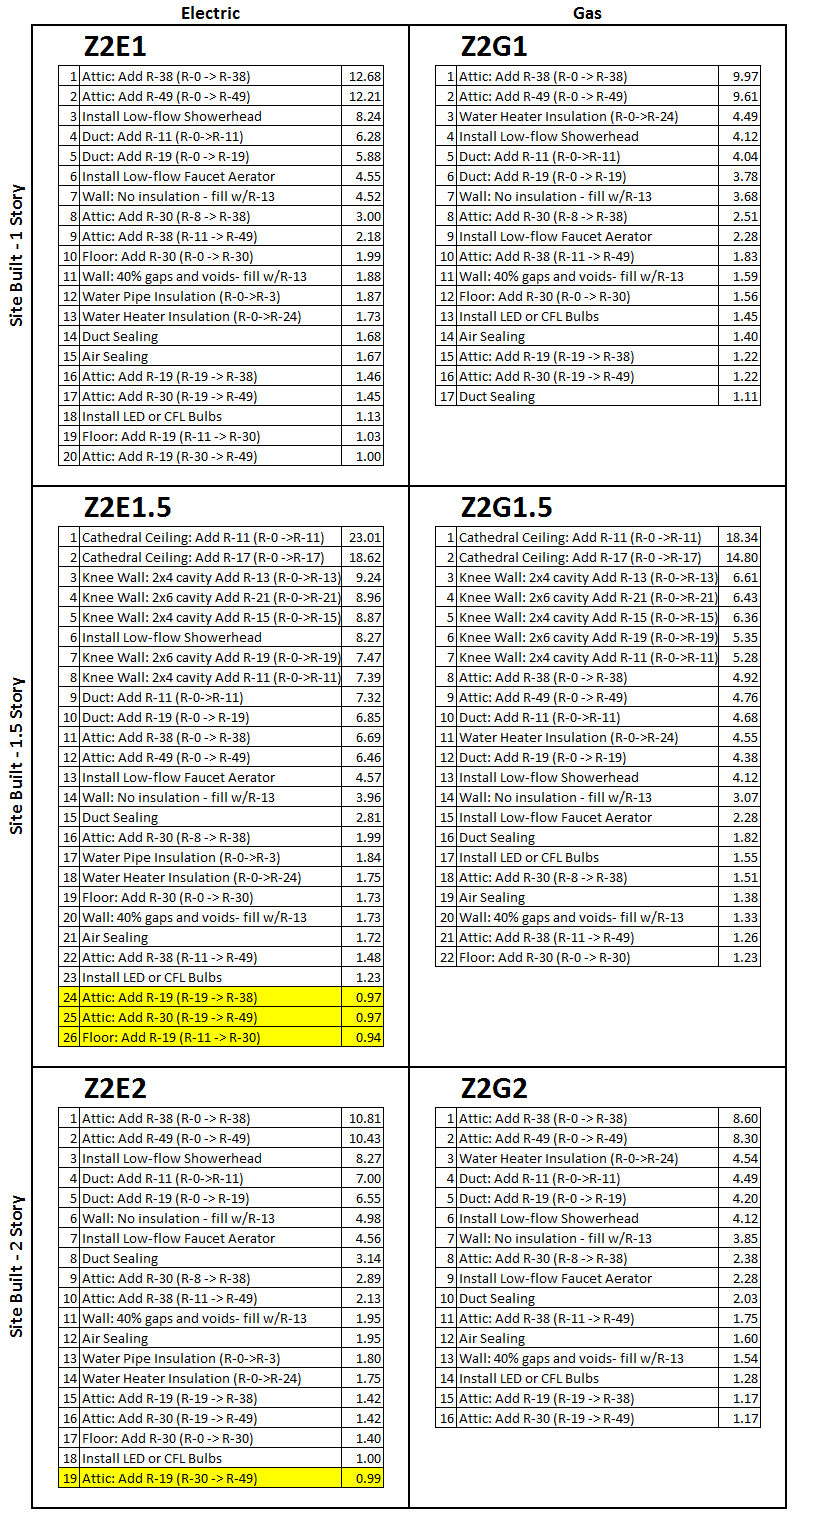 Electric Gas
Site Built - 1 Story
Z2E1
1 Attic: Add R-38 (R-0 -> R-38) 12.68
2 Attic: Add R-49 (R-0 -> R-49) 12.21
3 Install Low-flow Showerhead 8.24
4 Duct: Add R-11 (R-0->R-11) 6.28
5 Duct: Add R-19 (R-0 -> R-19) 5.88
6 Install Low-flow Faucet Aerator 4.55
7 Wall: No insulation - fill w/R-13 4.52
8 Attic: Add R-30 (R-8 -> R-38) 3.00
9 Attic: Add R-38 (R-11 -> R-49) 2.18
10 Floor: Add R-30 (R-0 -> R-30) 1.99
11 Wall: 40% gaps and voids- fill w/R-13 1.88
12 Water Pipe Insulation (R-0->R-3) 1.87
13 Water Heater Insulation (R-0->R-24) 1.73
14 Duct Sealing 1.68
15 Air Sealing 1.67
16 Attic: Add R-19 (R-19 -> R-38) 1.46
17 Attic: Add R-30 (R-19 -> R-49) 1.45
18 Install LED or CFL Bulbs 1.13
19 Floor: Add R-19 (R-11 -> R-30) 1.03
20 Attic: Add R-19 (R-30 -> R-49) 1.00
Z2G1
1 Attic: Add R-38 (R-0 -> R-38) 9.97
2 Attic: Add R-49 (R-0 -> R-49) 9.61
3 Water Heater Insulation (R-0->R-24) 4.49
4 Install Low-flow Showerhead 4.12
5 Duct: Add R-11 (R-0->R-11) 4.04
6 Duct: Add R-19 (R-0 -> R-19) 3.78
7 Wall: No insulation - fill w/R-13 3.68
8 Attic: Add R-30 (R-8 -> R-38) 2.51
9 Install Low-flow Faucet Aerator 2.28
10 Attic: Add R-38 (R-11 -> R-49) 1.83
11 Wall: 40% gaps and voids- fill w/R-13 1.59
12 Floor: Add R-30 (R-0 -> R-30) 1.56
13 Install LED or CFL Bulbs 1.45
14 Air Sealing 1.40
15 Attic: Add R-19 (R-19 -> R-38) 1.22
16 Attic: Add R-30 (R-19 -> R-49) 1.22
17 Duct Sealing 1.11
Site Built - 1.5 Story
Z2E1.5
1 Cathedral Ceiling: Add R-11 (R-0 ->R-11) 23.01
2 Cathedral Ceiling: Add R-17 (R-0 ->R-17) 18.62
3 Knee Wall: 2x4 cavity Add R-13 (R-0->R-13) 9.24
4 Knee Wall: 2x6 cavity Add R-21 (R-0->R-21) 8.96
5 Knee Wall: 2x4 cavity Add R-15 (R-0->R-15) 8.87
6 Install Low-flow Showerhead 8.27
7 Knee Wall: 2x6 cavity Add R-19 (R-0->R-19) 7.47
8 Knee Wall: 2x4 cavity Add R-11 (R-0->R-11) 7.39
9 Duct: Add R-11 (R-0->R-11) 7.32
10 Duct: Add R-19 (R-0 -> R-19) 6.85
11 Attic: Add R-38 (R-0 -> R-38) 6.69
12 Attic: Add R-49 (R-0 -> R-49) 6.46
13 Install Low-flow Faucet Aerator 4.57
14 Wall: No insulation - fill w/R-13 3.96
15 Duct Sealing 2.81
16 Attic: Add R-30 (R-8 -> R-38) 1.99
17 Water Pipe Insulation (R-0->R-3) 1.84
18 Water Heater Insulation (R-0->R-24) 1.75
19 Floor: Add R-30 (R-0 -> R-30) 1.73
20 Wall: 40% gaps and voids- fill w/R-13 1.73
21 Air Sealing 1.72
22 Attic: Add R-38 (R-11 -> R-49) 1.48
23 Install LED or CFL Bulbs 1.23
24 Attic: Add R-19 (R-19 -> R-38) 0.97
25 Attic: Add R-30 (R-19 -> R-49) 0.97
26 Floor: Add R-19 (R-11 -> R-30) 0.94
Z2G1.5
1 Cathedral Ceiling: Add R-11 (R-0 ->R-11) 18.34
2 Cathedral Ceiling: Add R-17 (R-0 ->R-17) 14.80
3 Knee Wall: 2x4 cavity Add R-13 (R-0->R-13) 6.61
4 Knee Wall: 2x6 cavity Add R-21 (R-0->R-21) 6.43
5 Knee Wall: 2x4 cavity Add R-15 (R-0->R-15) 6.36
6 Knee Wall: 2x6 cavity Add R-19 (R-0->R-19) 5.35
7 Knee Wall: 2x4 cavity Add R-11 (R-0->R-11) 5.28
8 Attic: Add R-38 (R-0 -> R-38) 4.92
9 Attic: Add R-49 (R-0 -> R-49) 4.76
10 Duct: Add R-11 (R-0->R-11) 4.68
11 Water Heater Insulation (R-0->R-24) 4.55
12 Duct: Add R-19 (R-0 -> R-19) 4.38
13 Install Low-flow Showerhead 4.12
14 Wall: No insulation - fill w/R-13 3.07
15 Install Low-flow Faucet Aerator 2.28
16 Duct Sealing 1.82
17 Install LED or CFL Bulbs 1.55
18 Attic: Add R-30 (R-8 -> R-38) 1.51
19 Air Sealing 1.38
20 Wall: 40% gaps and voids- fill w/R-13 1.33
21 Attic: Add R-38 (R-11 -> R-49) 1.26
22 Floor: Add R-30 (R-0 -> R-30) 1.23
Site Built - 2 Story
Z2E2
1 Attic: Add R-38 (R-0 -> R-38) 10.81
2 Attic: Add R-49 (R-0 -> R-49) 10.43
3 Install Low-flow Showerhead 8.27
4 Duct: Add R-11 (R-0->R-11) 7.00
5 Duct: Add R-19 (R-0 -> R-19) 6.55
6 Wall: No insulation - fill w/R-13 4.98
7 Install Low-flow Faucet Aerator 4.56
8 Duct Sealing 3.14
9 Attic: Add R-30 (R-8 -> R-38) 2.89
10 Attic: Add R-38 (R-11 -> R-49) 2.13
11 Wall: 40% gaps and voids- fill w/R-13 1.95
12 Air Sealing 1.95
13 Water Pipe Insulation (R-0->R-3) 1.80
14 Water Heater Insulation (R-0->R-24) 1.75
15 Attic: Add R-19 (R-19 -> R-38) 1.42
16 Attic: Add R-30 (R-19 -> R-49) 1.42
17 Floor: Add R-30 (R-0 -> R-30) 1.40
18 Install LED or CFL Bulbs 1.00
19 Attic: Add R-19 (R-30 -> R-49) 0.99
Z2G2
1 Attic: Add R-38 (R-0 -> R-38) 8.60
2 Attic: Add R-49 (R-0 -> R-49) 8.30
3 Water Heater Insulation (R-0->R-24) 4.54
4 Duct: Add R-11 (R-0->R-11) 4.49
5 Duct: Add R-19 (R-0 -> R-19) 4.20
6 Install Low-flow Showerhead 4.12
7 Wall: No insulation - fill w/R-13 3.85
8 Attic: Add R-30 (R-8 -> R-38) 2.38
9 Install Low-flow Faucet Aerator 2.28
10 Duct Sealing 2.03
11 Attic: Add R-38 (R-11 -> R-49) 1.75
12 Air Sealing 1.60
13 Wall: 40% gaps and voids- fill w/R-13 1.54
14 Install LED or CFL Bulbs 1.28
15 Attic: Add R-19 (R-19 -> R-38) 1.17
16 Attic: Add R-30 (R-19 -> R-49) 1.17